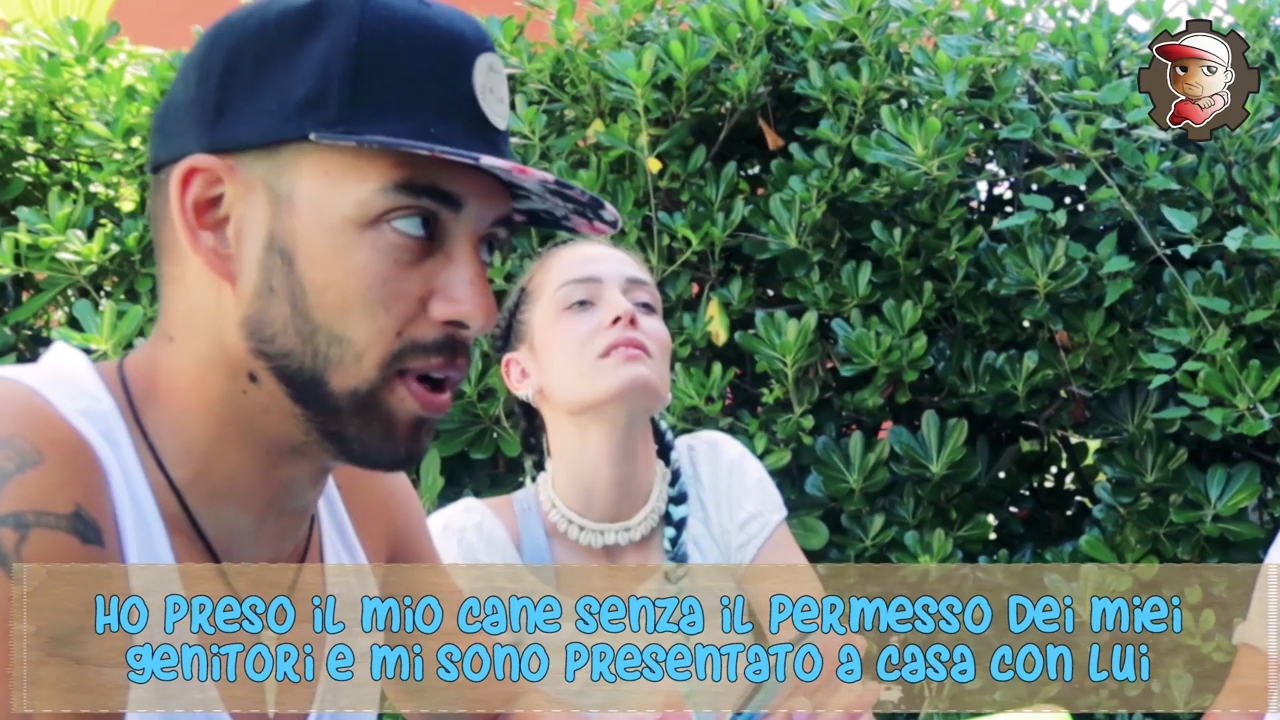 Ho preso il mio cane senza il permesso dei miei
genitori e mi sono presentato a casa con lui